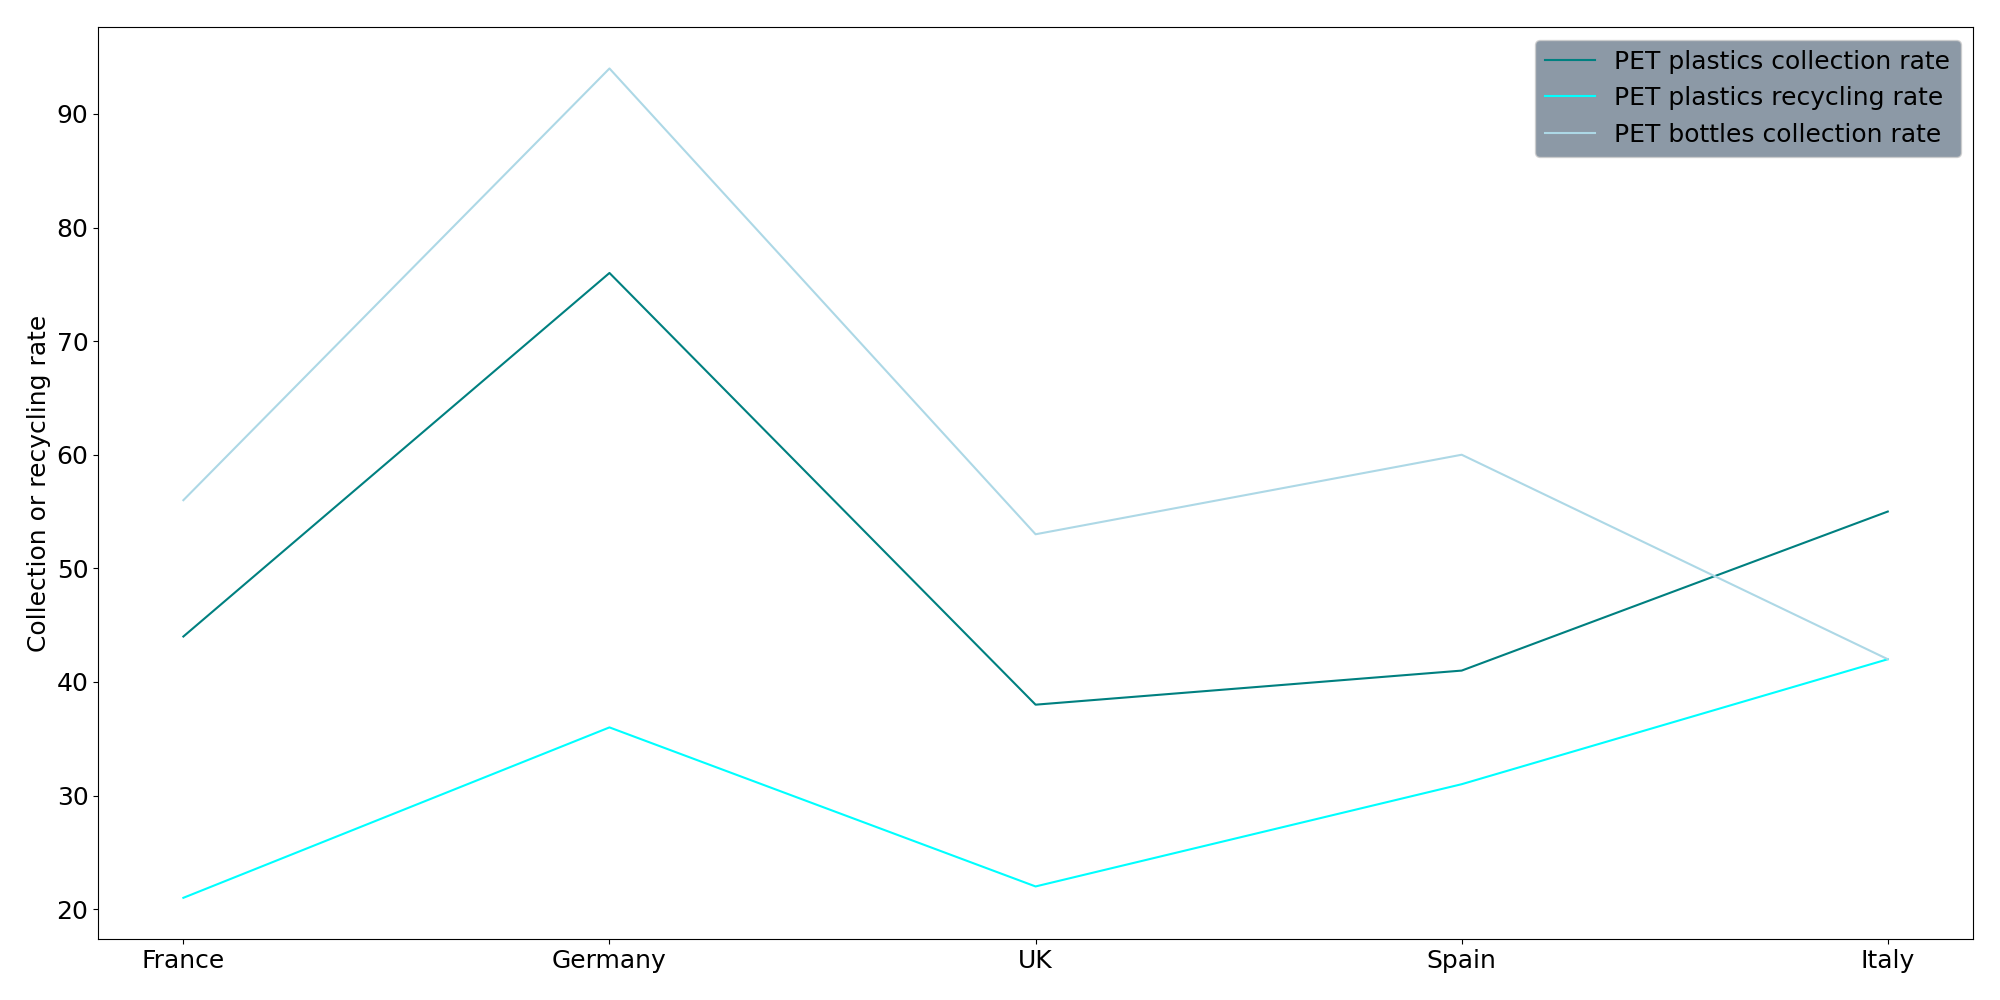 PET plastics collection rate
PET plastics recycling rate
PET bottles collection rate
Collection or recycling rate
90
80
70
60
50
40
30
20
France Germany UK Spain Italy